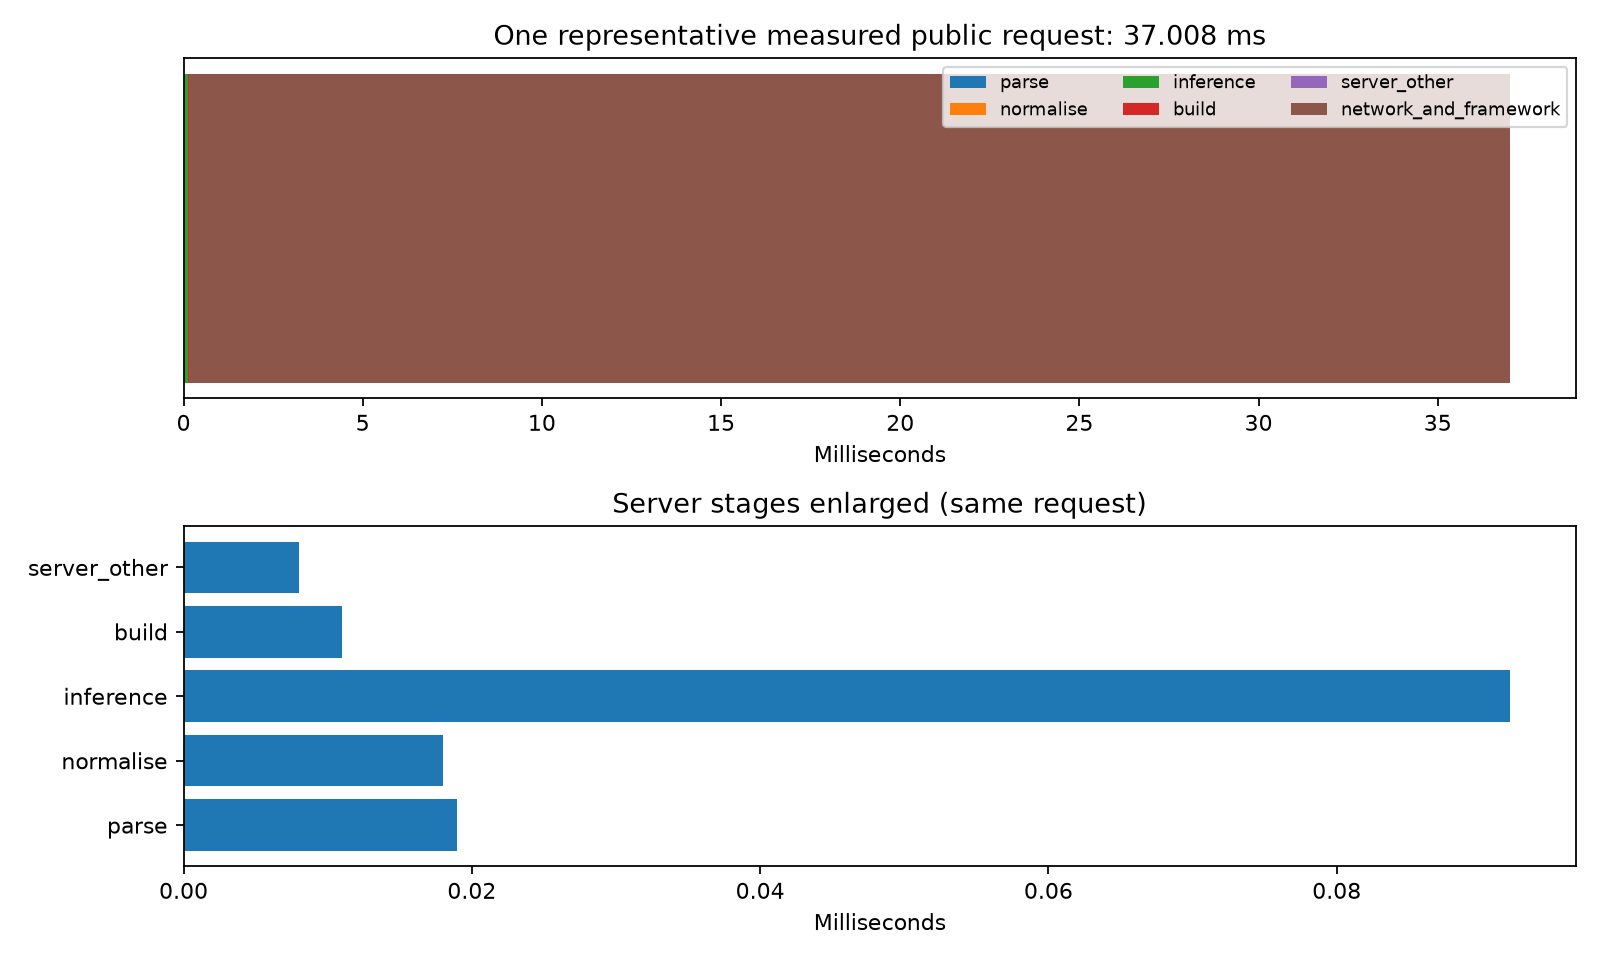 One representative measured public request: 37.008 ms
parse inference server_other
normalise build network_and_framework
0 5 10 15 20 25 30 35
Milliseconds
Server stages enlarged (same request)
server_other
build
inference
normalise
parse
0.00 0.02 0.04 0.06 0.08
Milliseconds